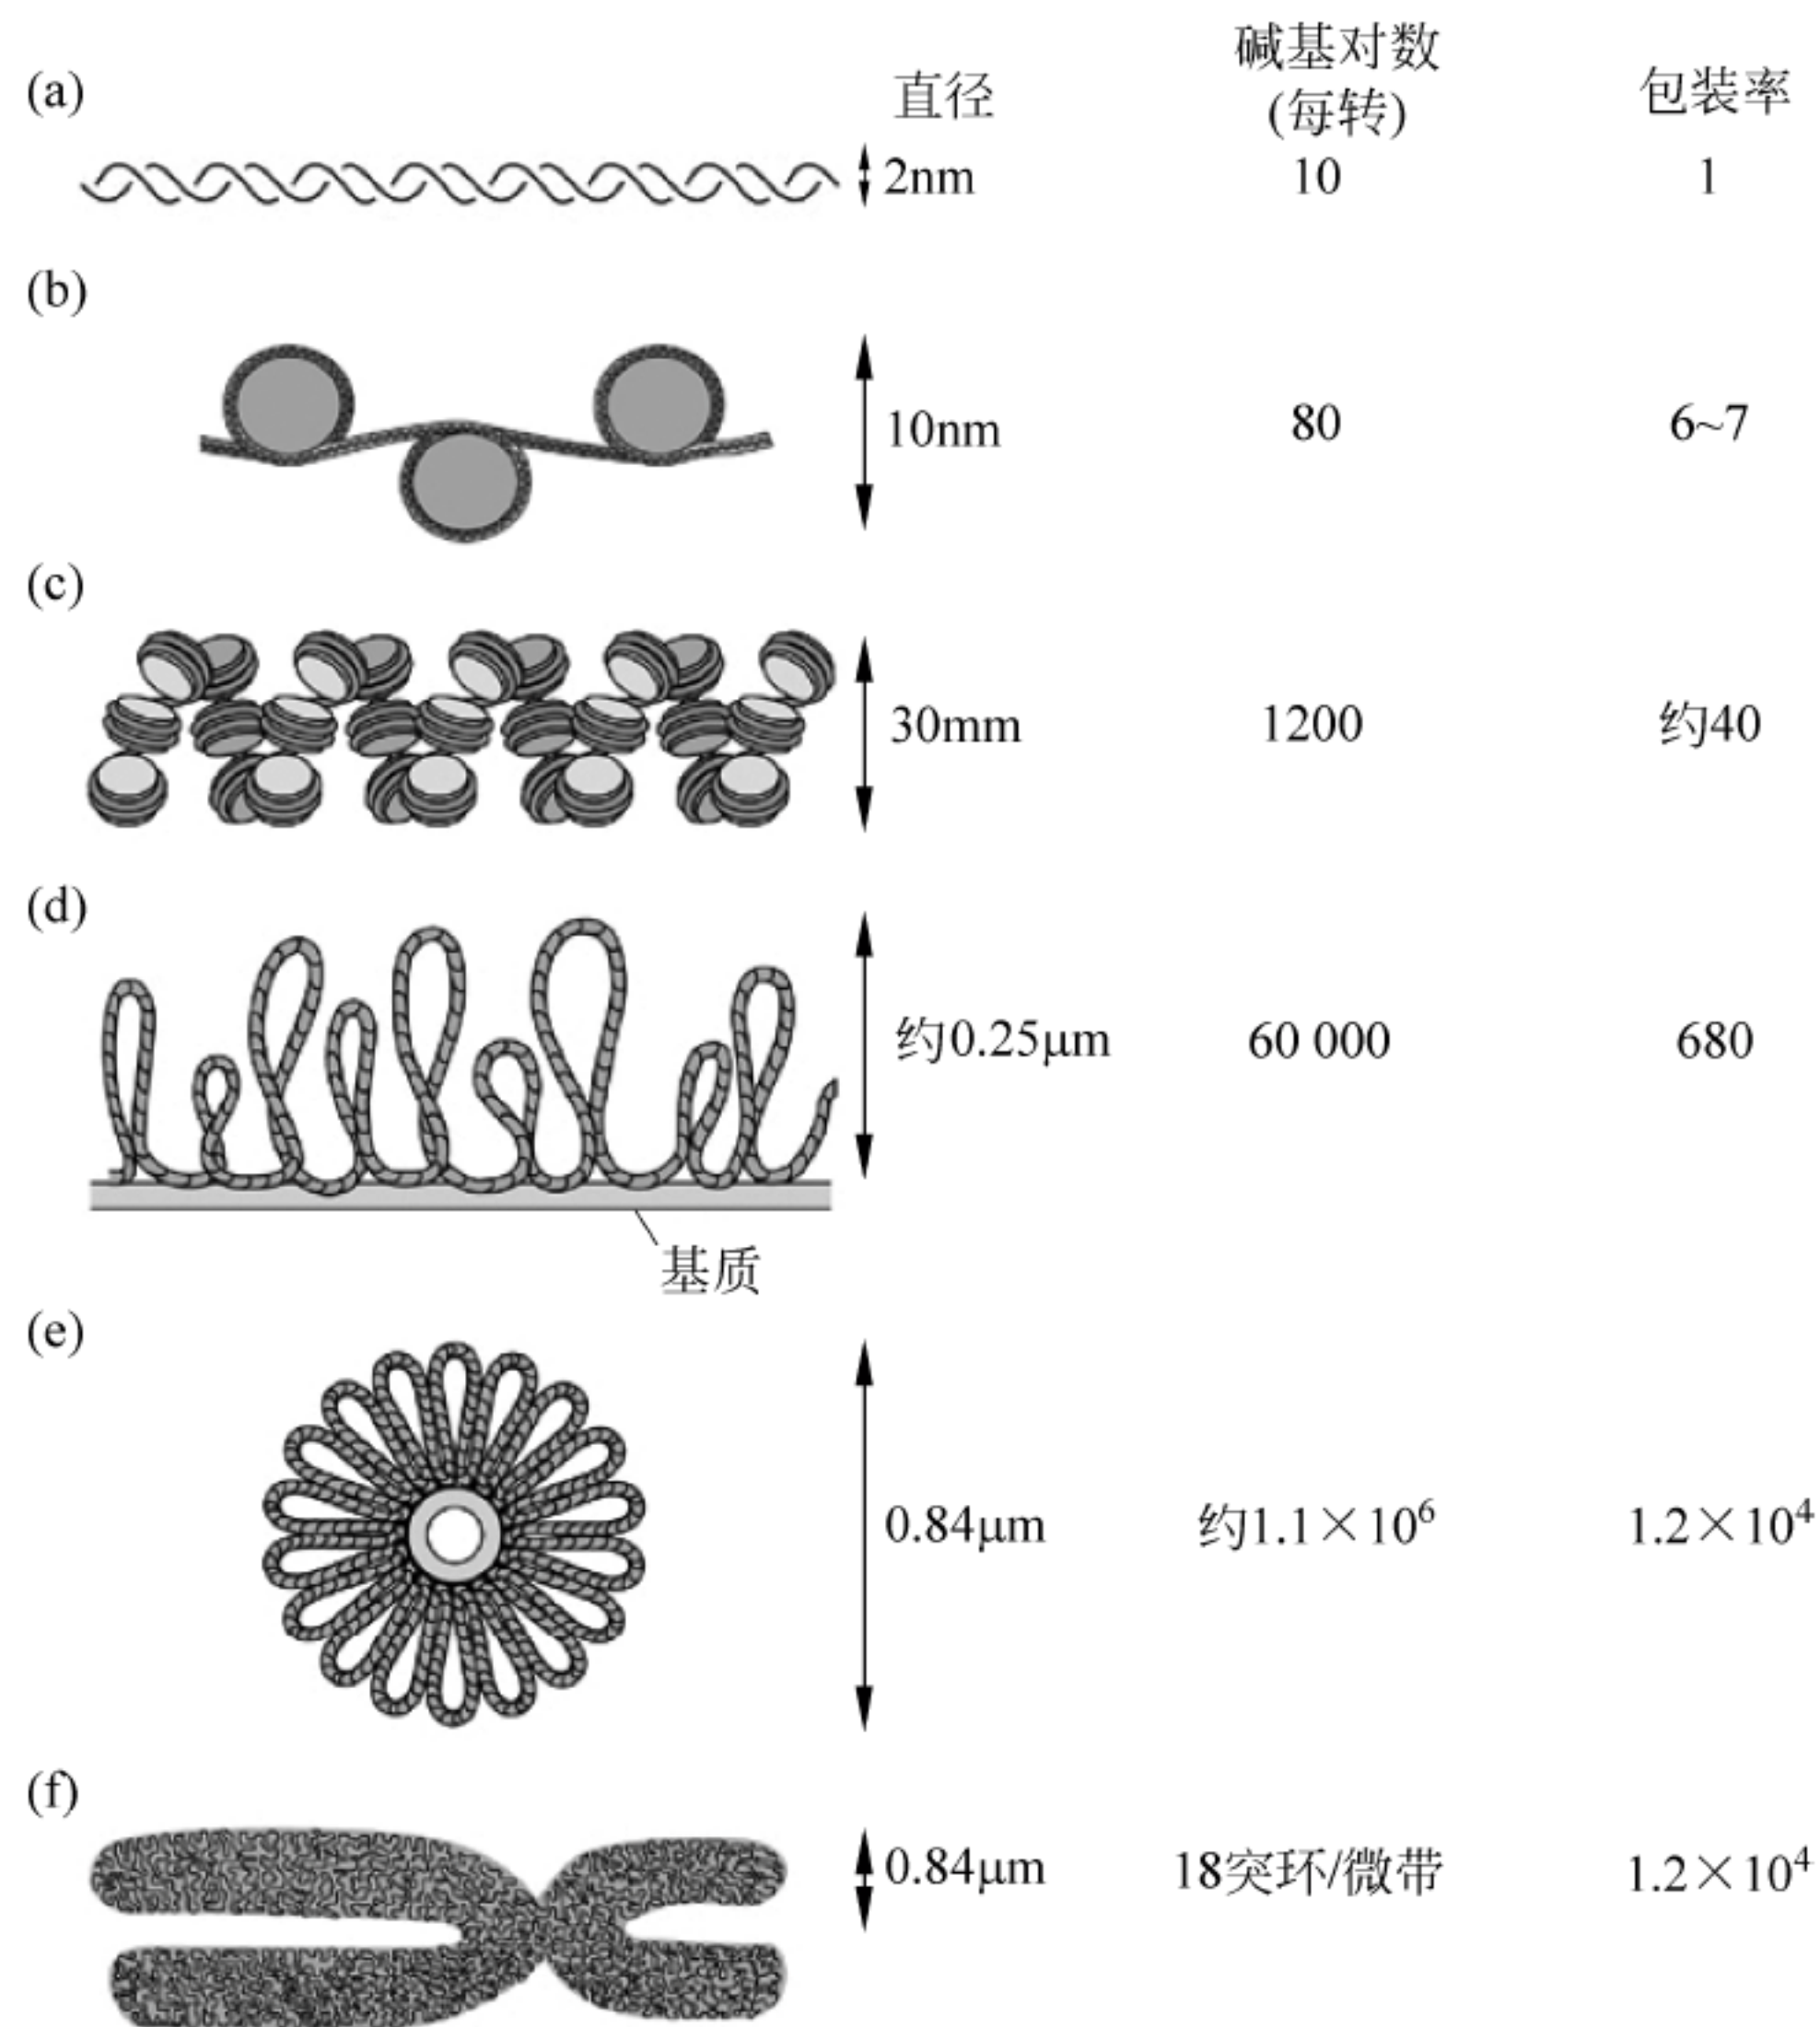 (a)
直径
碱基对数
(每转)
包装率
2nm
10
1
(b)
10nm
80
6~7
(c)
30mm
1200
约40
(d)
约0.25μm
60 000
680
基质
(e)
0.84μm
约1.1×10⁶
1.2×10⁴
(f)
0.84μm
18突环/微带
1.2×10⁴